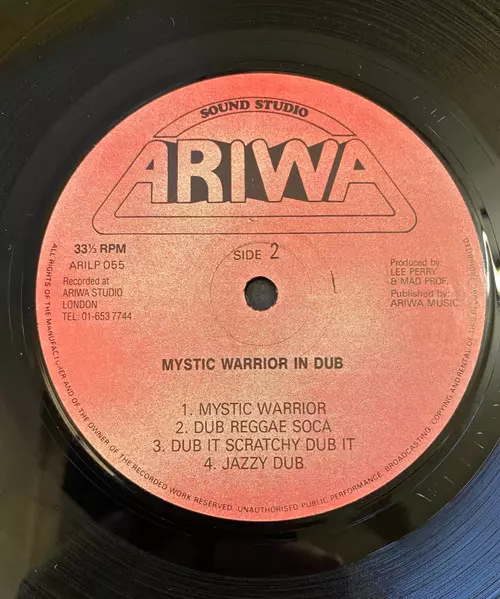 SOUND STUDIO
ARIWA
33⅓ RPM
ARILP 055
Recorded at
ARIWA STUDIO
LONDON
TEL: 01-653 7744
SIDE 2
Produced by:
LEE PERRY
& MAD PROF.
Published by:
ARIWA MUSIC
MYSTIC WARRIOR IN DUB
1. MYSTIC WARRIOR
2. DUB REGGAE SOCA
3. DUB IT SCRATCHY DUB IT
4. JAZZY DUB
ALL RIGHTS OF THE MANUFACTURER AND OF THE OWNER OF THE RECORDED WORK RESERVED. UNAUTHORISED PUBLIC PERFORMANCE, BROADCASTING, COPYING AND RENTAL OF THIS RECORD PROHIBITED